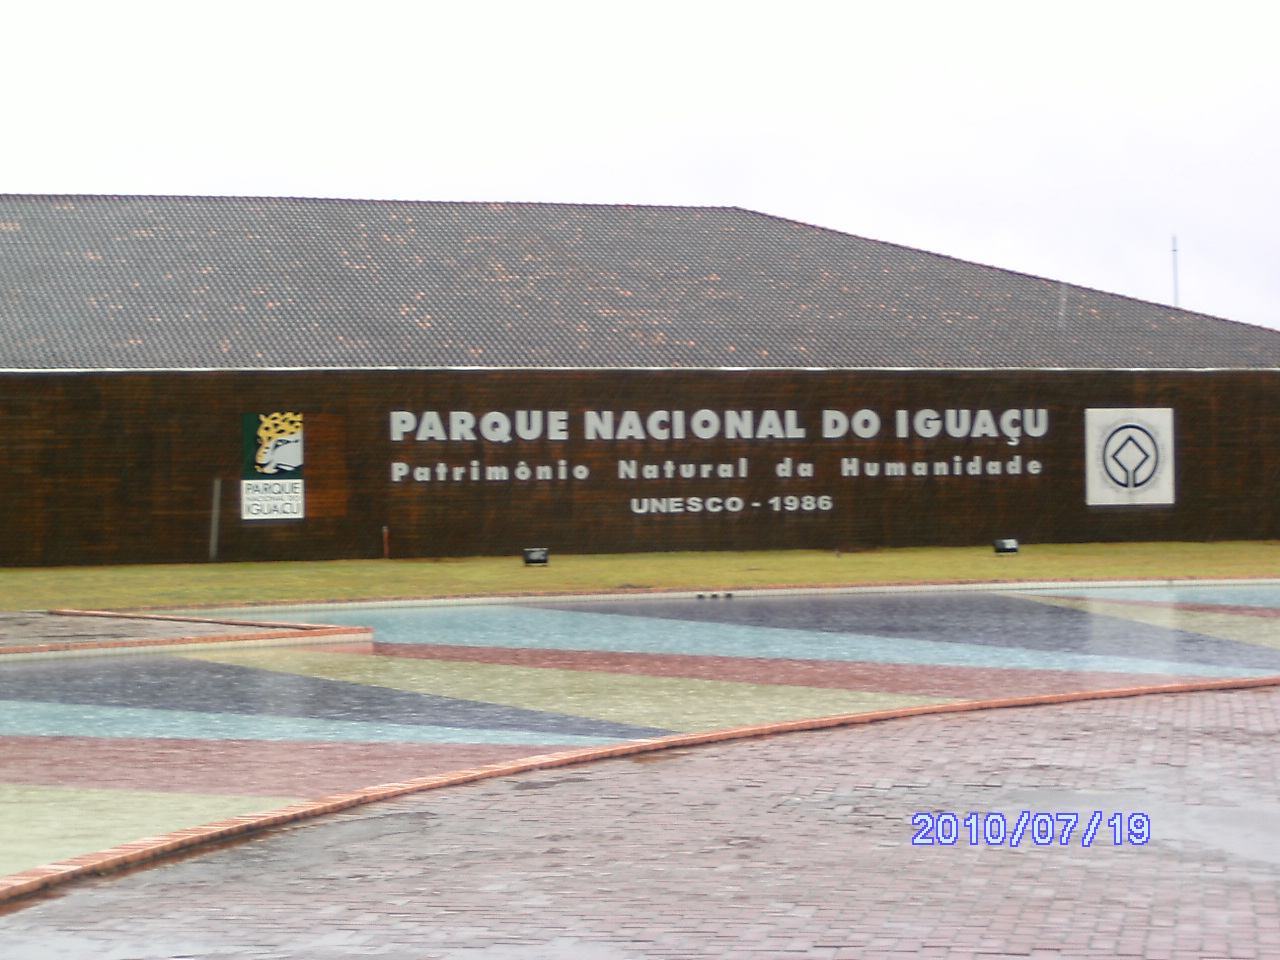 PARQUE NACIONAL DO IGUAÇU
Patrimônio Natural da Humanidade
UNESCO - 1986
PARQUE
NACIONAL DO
IGUAÇU
2010/07/19